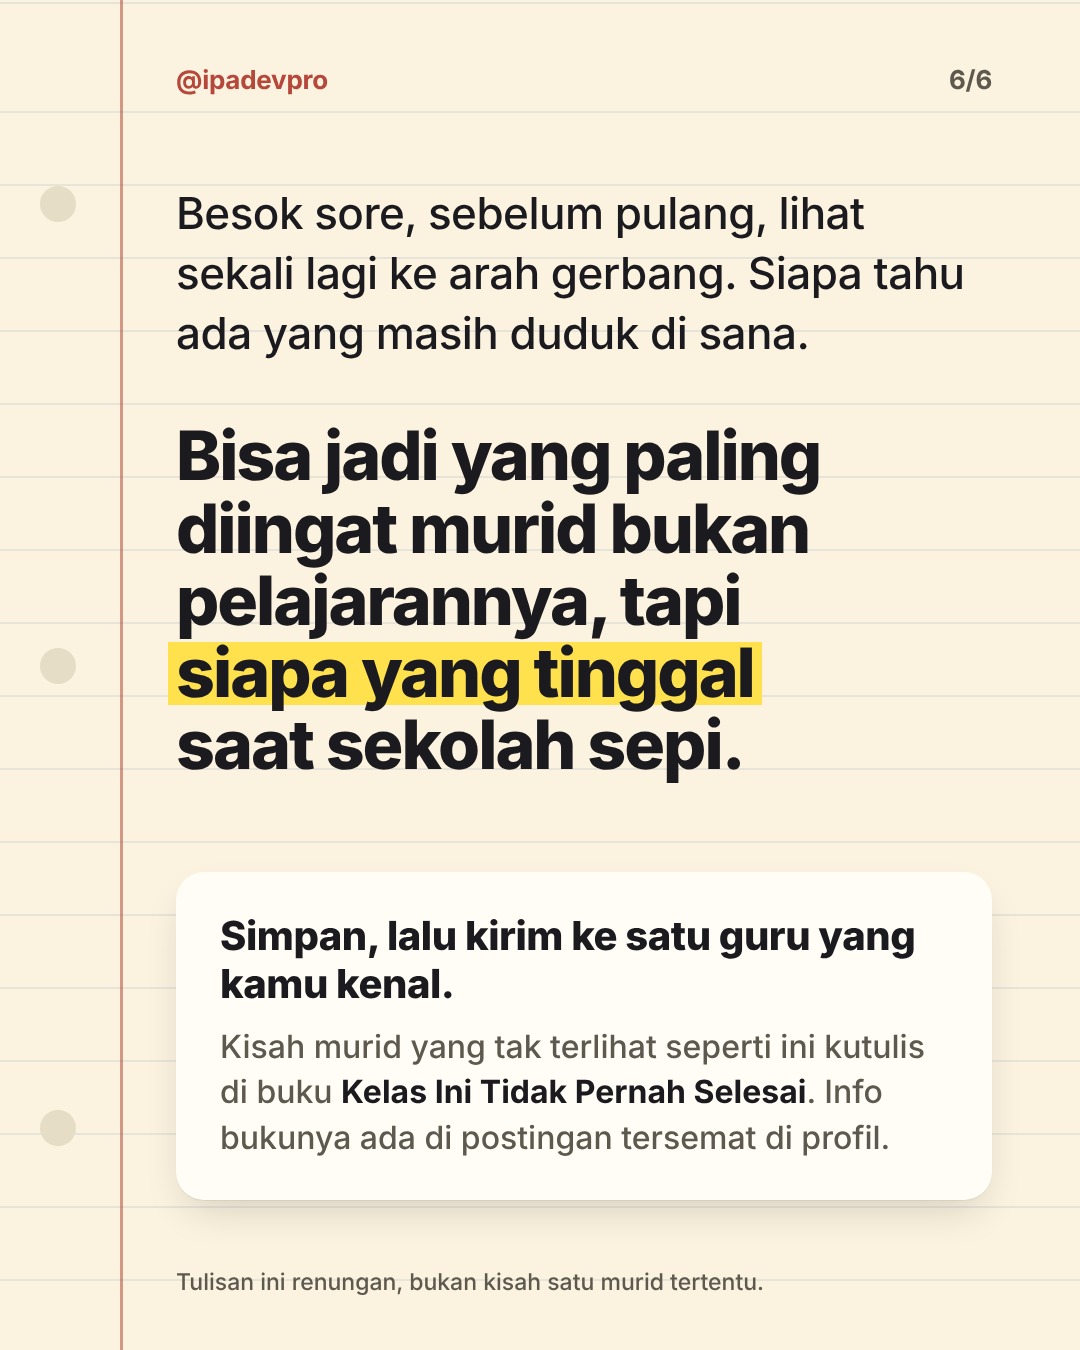 @ipadevpro
6/6
Besok sore, sebelum pulang, lihat
sekali lagi ke arah gerbang. Siapa tahu
ada yang masih duduk di sana.
Bisa jadi yang paling
diingat murid bukan
pelajarannya, tapi
siapa yang tinggal
saat sekolah sepi.
Simpan, lalu kirim ke satu guru yang
kamu kenal.
Kisah murid yang tak terlihat seperti ini kutulis
di buku Kelas Ini Tidak Pernah Selesai. Info
bukunya ada di postingan tersemat di profil.
Tulisan ini renungan, bukan kisah satu murid tertentu.